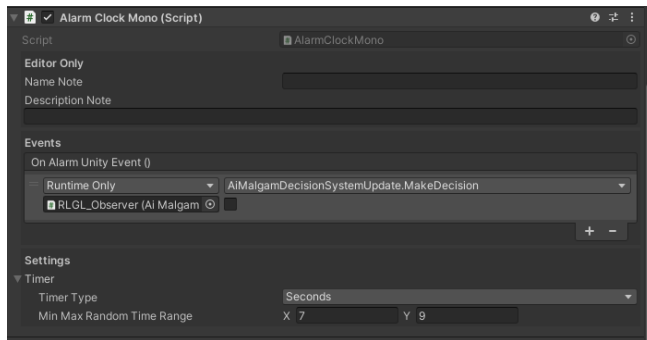 Alarm Clock Mono (Script)
Script AlarmClockMono
Editor Only
Name Note
Description Note
Events
On Alarm Unity Event ()
Runtime Only AiMalgamDecisionSystemUpdate.MakeDecision
RLGL_Observer (Ai Malgam
+ -
Settings
Timer
Timer Type Seconds
Min Max Random Time Range X 7 Y 9